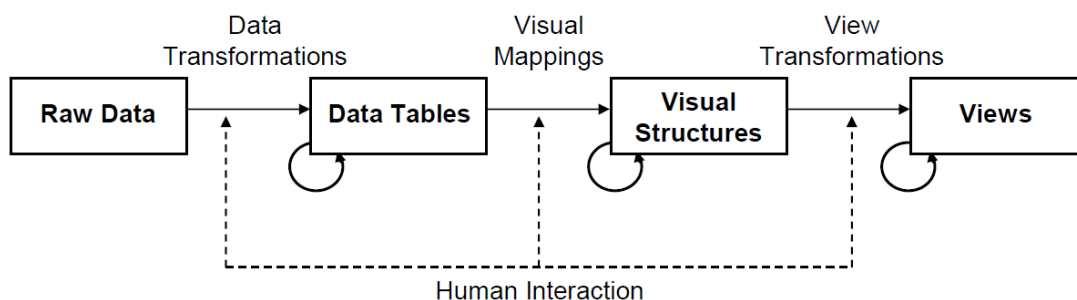 Data
Transformations
Visual
Mappings
View
Transformations
Raw Data
Data Tables
Visual
Structures
Views
Human Interaction